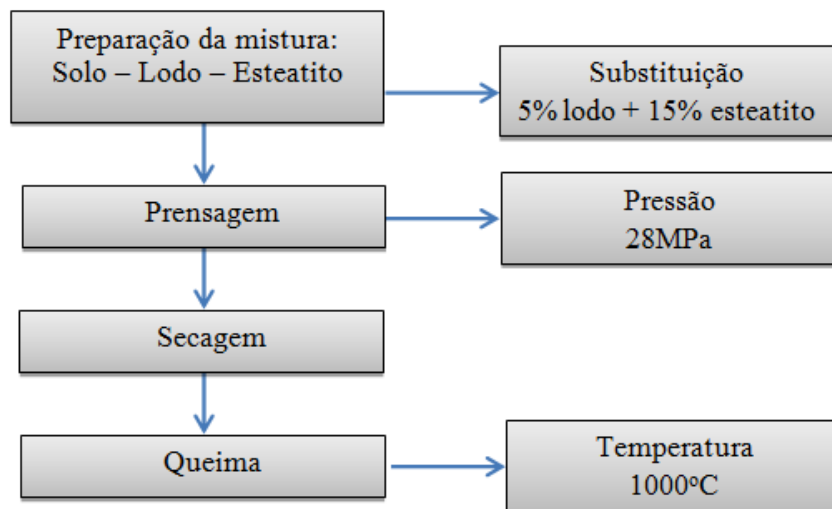 Preparação da mistura:
Solo – Lodo – Esteatito
Substituição
5% lodo + 15% esteatito
Prensagem
Pressão
28MPa
Secagem
Queima
Temperatura
1000ºC